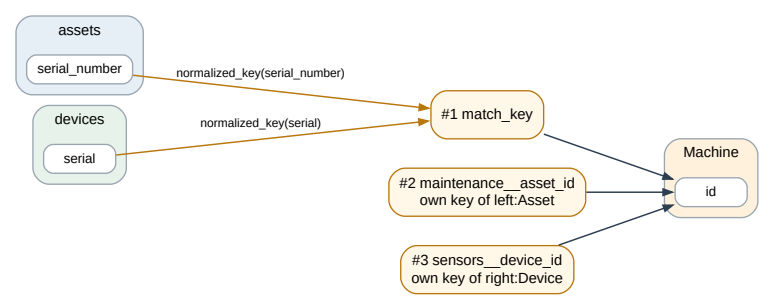 assets
serial_number
normalized_key(serial_number)
devices
serial
normalized_key(serial)
#1 match_key
#2 maintenance__asset_id
own key of left:Asset
#3 sensors__device_id
own key of right:Device
Machine
id